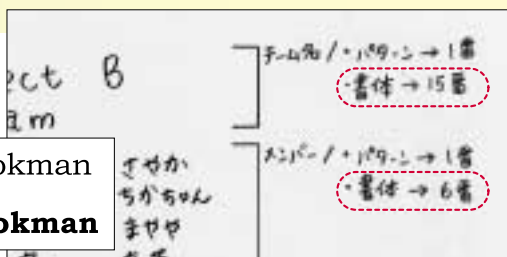 ect B
am
チーム名/・パターン→1番
・書体→15番
okman
okman
さやか
ちかちゃん
まやや
メンバー/・パターン→1番
・書体→6番